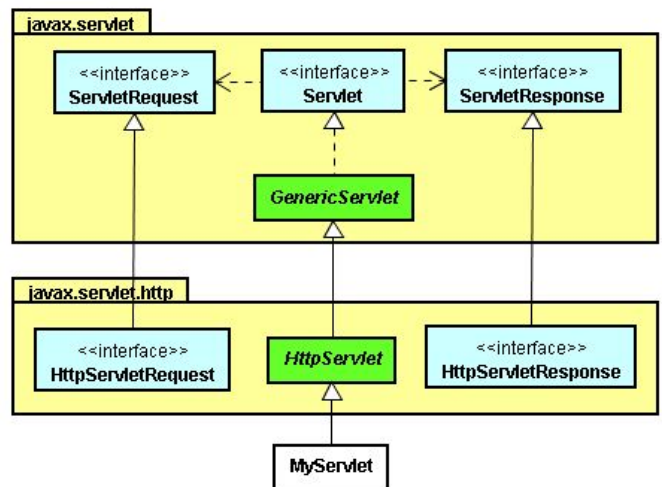 javax.servlet
<<interface>>
ServletRequest
<<interface>>
Servlet
<<interface>>
ServletResponse
GenericServlet
javax.servlet.http
<<interface>>
HttpServletRequest
HttpServlet
<<interface>>
HttpServletResponse
MyServlet